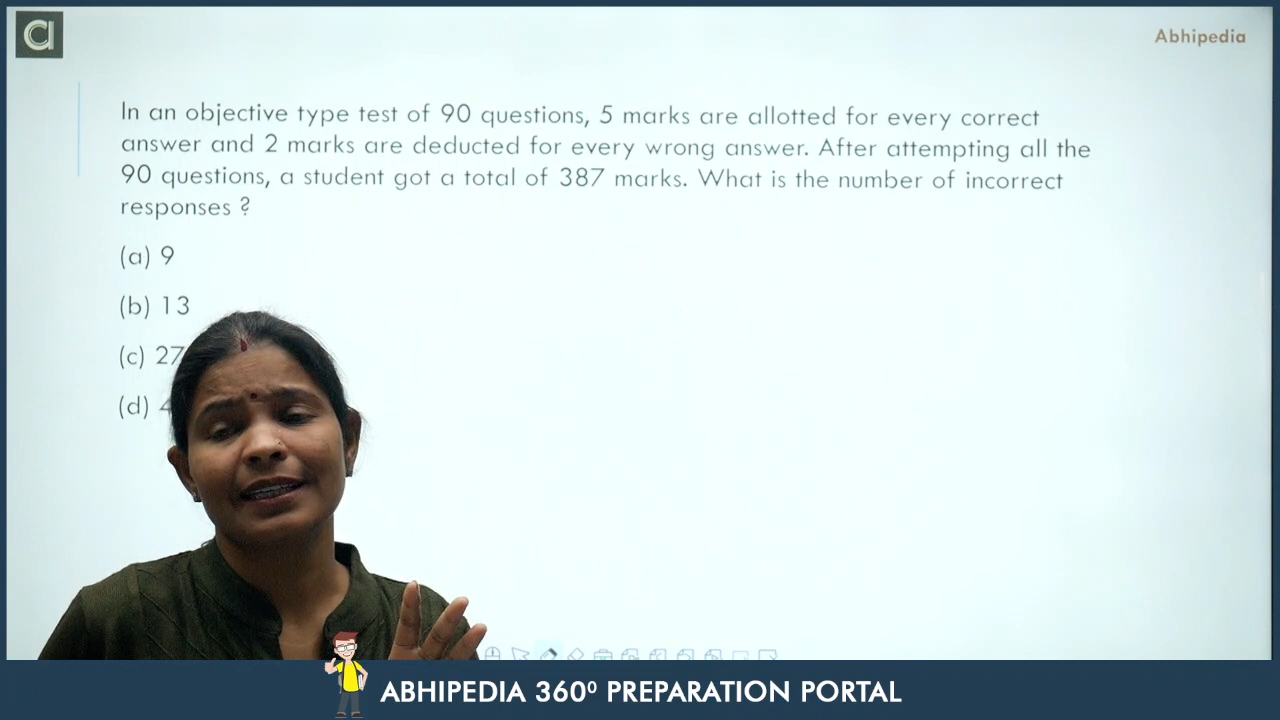 Abhipedia
In an objective type test of 90 questions, 5 marks are allotted for every correct
answer and 2 marks are deducted for every wrong answer. After attempting all the
90 questions, a student got a total of 387 marks. What is the number of incorrect
responses ?
(a) 9
(b) 13
(c) 27
(d)
ABHIPEDIA 360⁰ PREPARATION PORTAL